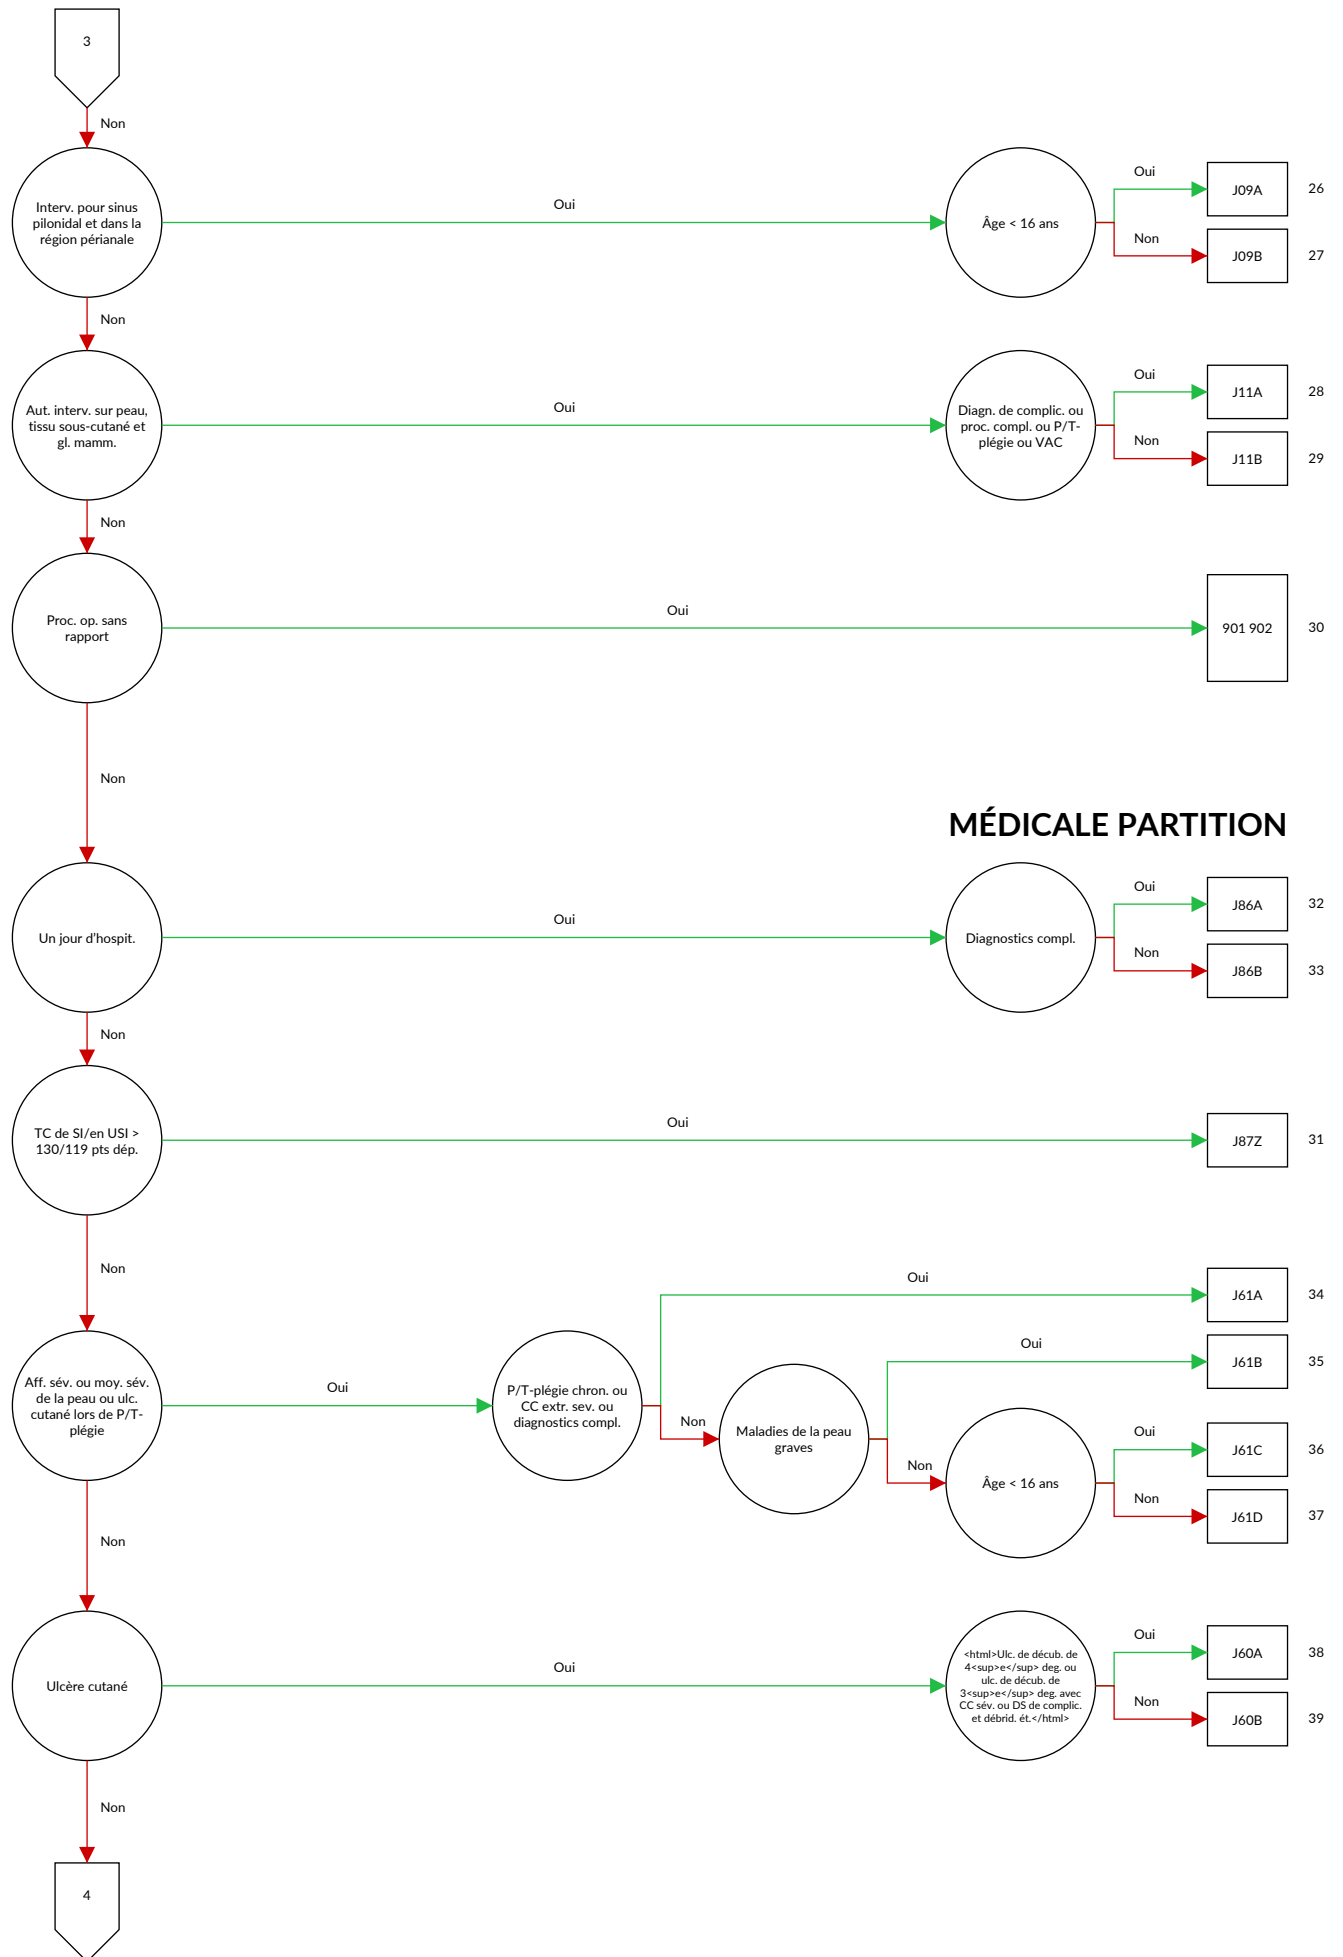 3
Non
Interv. pour sinus
pilonidal et dans la
région périanale
Oui
Âge < 16 ans
Oui
J09A
26
Non
J09B
27
Non
Aut. interv. sur peau,
tissu sous-cutané et
gl. mamm.
Oui
Diagn. de complic. ou
proc. compl. ou P/T-
plégie ou VAC
Oui
J11A
28
Non
J11B
29
Non
Proc. op. sans
rapport
Oui
901 902
30
Non
MÉDICALE PARTITION
Un jour d'hospit.
Oui
Diagnostics compl.
Oui
J86A
32
Non
J86B
33
Non
TC de SI/en USI >
130/119 pts dép.
Oui
J87Z
31
Non
Aff. sév. ou moy. sév.
de la peau ou ulc.
cutané lors de P/T-
plégie
Oui
P/T-plégie chron. ou
CC extr. sev. ou
diagnostics compl.
Oui
J61A
34
Non
Maladies de la peau
graves
Oui
J61B
35
Non
Âge < 16 ans
Oui
J61C
36
Non
J61D
37
Non
Ulcère cutané
Oui
<html>Ulc. de décub. de
4<sup>e</sup> deg. ou
ulc. de décub. de
3<sup>e</sup> deg. avec
CC sév. ou DS de complic.
et débrid. ét.</html>
Oui
J60A
38
Non
J60B
39
Non
4